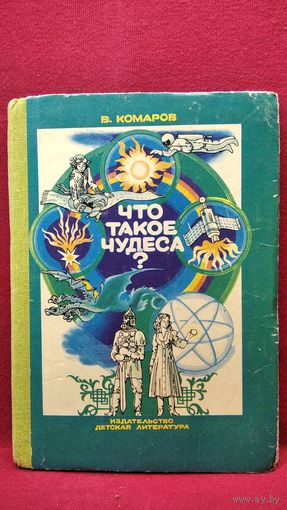 В. КОМАРОВ
ЧТО
ТАКОЕ
ЧУДЕСА
?
ИЗДАТЕЛЬСТВО
ДЕТСКАЯ ЛИТЕРАТУРА
www.ay.by